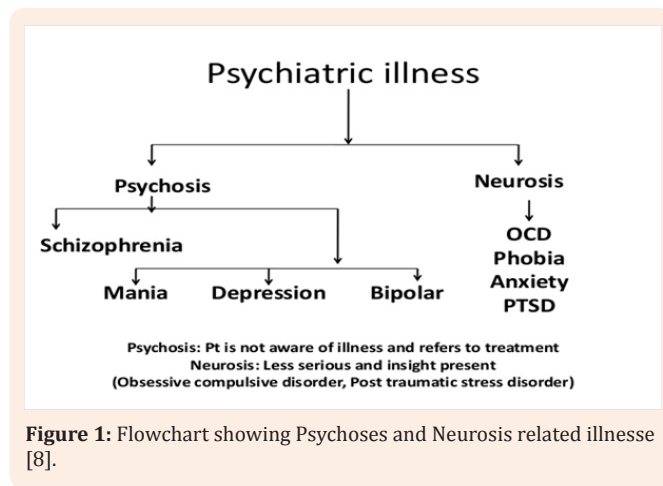 Psychiatric illness
Psychosis
Neurosis
Schizophrenia
Mania
Depression
Bipolar
OCD
Phobia
Anxiety
PTSD
Psychosis: Pt is not aware of illness and refers to treatment
Neurosis: Less serious and insight present
(Obsessive compulsive disorder, Post traumatic stress disorder)
Figure 1: Flowchart showing Psychoses and Neurosis related illnesse
[8].